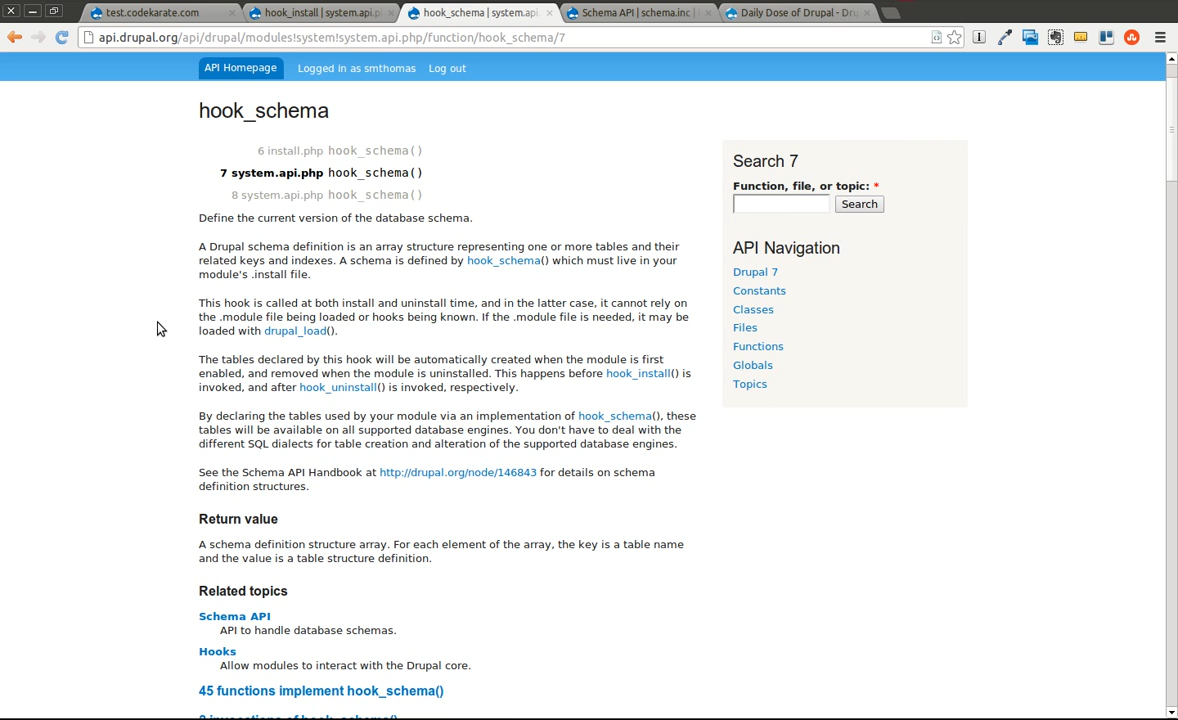 test.codekarate.com
hook_install | system.api.p
hook_schema | system.api.
Schema API | schema.inc |
Daily Dose of Drupal - Dru
api.drupal.org/api/drupal/modules!system!system.api.php/function/hook_schema/7
API Homepage Logged in as smthomas Log out
hook_schema
6 install.php hook_schema()
7 system.api.php hook_schema()
8 system.api.php hook_schema()
Define the current version of the database schema.
A Drupal schema definition is an array structure representing one or more tables and their
related keys and indexes. A schema is defined by hook_schema() which must live in your
module's .install file.
This hook is called at both install and uninstall time, and in the latter case, it cannot rely on
the .module file being loaded or hooks being known. If the .module file is needed, it may be
loaded with drupal_load().
The tables declared by this hook will be automatically created when the module is first
enabled, and removed when the module is uninstalled. This happens before hook_install() is
invoked, and after hook_uninstall() is invoked, respectively.
By declaring the tables used by your module via an implementation of hook_schema(), these
tables will be available on all supported database engines. You don't have to deal with the
different SQL dialects for table creation and alteration of the supported database engines.
See the Schema API Handbook at http://drupal.org/node/146843 for details on schema
definition structures.
Return value
A schema definition structure array. For each element of the array, the key is a table name
and the value is a table structure definition.
Related topics
Schema API
API to handle database schemas.
Hooks
Allow modules to interact with the Drupal core.
45 functions implement hook_schema()
Search 7
Function, file, or topic: *
Search
API Navigation
Drupal 7
Constants
Classes
Files
Functions
Globals
Topics